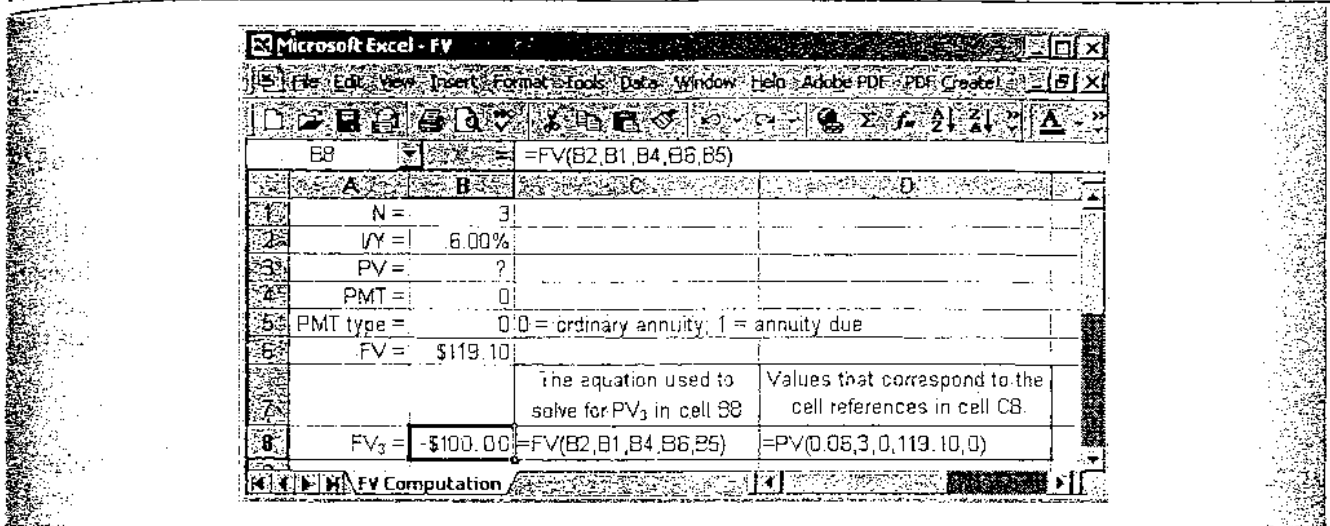 Microsoft Excel - FV
File Edit View Insert Format Tools Data Window Help Adobe PDF PDF Create!
B8 = =FV(B2,B1,B4,B6,B5)
A B C D
1 N = 3
2 I/Y = 6.00%
3 PV = ?
4 PMT = 0
5 PMT type = 0 0 = ordinary annuity; 1 = annuity due
6 FV = $119.10
The equation used to Values that correspond to the
7 solve for PV₃ in cell B8 cell references in cell C8.
8 FV₃ = -$100.00 =FV(B2,B1,B4,B6,B5) =PV(0.06,3,0,119.10,0)
FV Computation